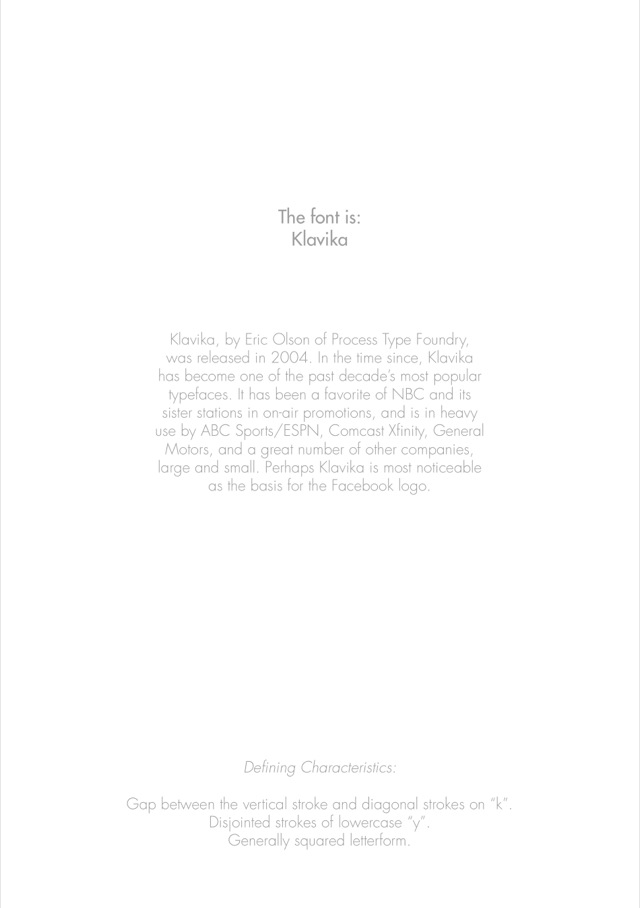 The font is:
Klavika
Klavika, by Eric Olson of Process Type Foundry,
was released in 2004. In the time since, Klavika
has become one of the past decade’s most popular
typefaces. It has been a favorite of NBC and its
sister stations in on-air promotions, and is in heavy
use by ABC Sports/ESPN, Comcast Xfinity, General
Motors, and a great number of other companies,
large and small. Perhaps Klavika is most noticeable
as the basis for the Facebook logo.
Defining Characteristics:
Gap between the vertical stroke and diagonal strokes on “k”.
Disjointed strokes of lowercase “y”.
Generally squared letterform.